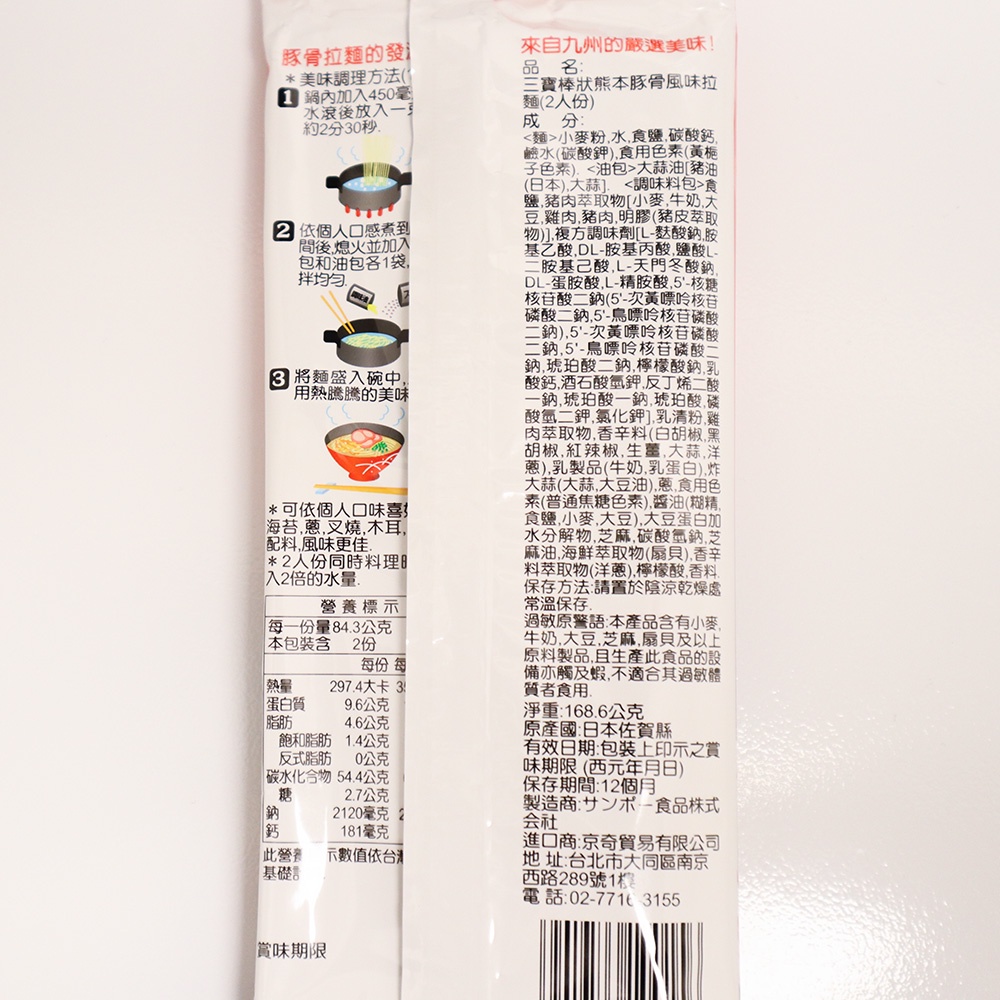 豚骨拉麵的發
*美味調理方法(
1 鍋內加入450毫
水滾後放入一
約2分30秒.
2 依個人口感煮到
間後,熄火並加入
包和油包各1袋,
拌均勻.
3 將麵盛入碗中,
用熱騰騰的美味
*可依個人口味喜
海苔,蔥,叉燒,木耳,
配料,風味更佳.
*2人份同時料理時
入2倍的水量.
營養標示
每一份量84.3公克
本包裝含 2份
每份 每
熱量 297.4大卡 3
蛋白質 9.6公克
脂肪 4.6公克
飽和脂肪 1.4公克
反式脂肪 0公克
碳水化合物 54.4公克
糖 2.7公克
鈉 2120毫克 2
鈣 181毫克
此營養 示數值依台
基礎
賞味期限
來自九州的嚴選美味!
品 名:
三寶棒狀熊本豚骨風味拉
麵(2人份)
成 分:
<麵>小麥粉,水,食鹽,碳酸鈣,
鹼水(碳酸鉀),食用色素(黃梔
子色素). <油包>大蒜油[豬油
(日本),大蒜]. <調味料包>食
鹽,豬肉萃取物[小麥,牛奶,大
豆,雞肉,豬肉,明膠(豬皮萃取
物)],複方調味劑[L-麩酸鈉,胺
基乙酸,DL-胺基丙酸,鹽酸L-
二胺基己酸,L-天門冬酸鈉,
DL-蛋胺酸,L-精胺酸,5'-核糖
核苷酸二鈉(5'-次黃嘌呤核苷
磷酸二鈉,5'-鳥嘌呤核苷磷酸
二鈉),5'-次黃嘌呤核苷磷酸
二鈉,5'-鳥嘌呤核苷磷酸二
鈉,琥珀酸二鈉,檸檬酸鈉,乳
酸鈣,酒石酸氫鉀,反丁烯二酸
一鈉,琥珀酸一鈉,琥珀酸,磷
酸氫二鉀,氯化鉀],乳清粉,雞
肉萃取物,香辛料(白胡椒,黑
胡椒,紅辣椒,生薑,大蒜,洋
蔥),乳製品(牛奶,乳蛋白),炸
大蒜(大蒜,大豆油),蔥,食用色
素(普通焦糖色素),醬油(糊精,
食鹽,小麥,大豆),大豆蛋白加
水分解物,芝麻,碳酸氫鈉,芝
麻油,海鮮萃取物(扇貝),香辛
料萃取物(洋蔥),檸檬酸,香料.
保存方法:請置於陰涼乾燥處
常溫保存.
過敏原警語:本產品含有小麥,
牛奶,大豆,芝麻,扇貝及以上
原料製品,且生產此食品的設
備亦觸及蝦,不適合其過敏體
質者食用.
淨重:168.6公克
原產國:日本佐賀縣
有效日期:包裝上印示之賞
味期限 (西元年月日)
保存期間:12個月
製造商:サンポー食品株式
会社
進口商:京奇貿易有限公司
地 址:台北市大同區南京
西路289號1樓
電 話:02-7716-3155